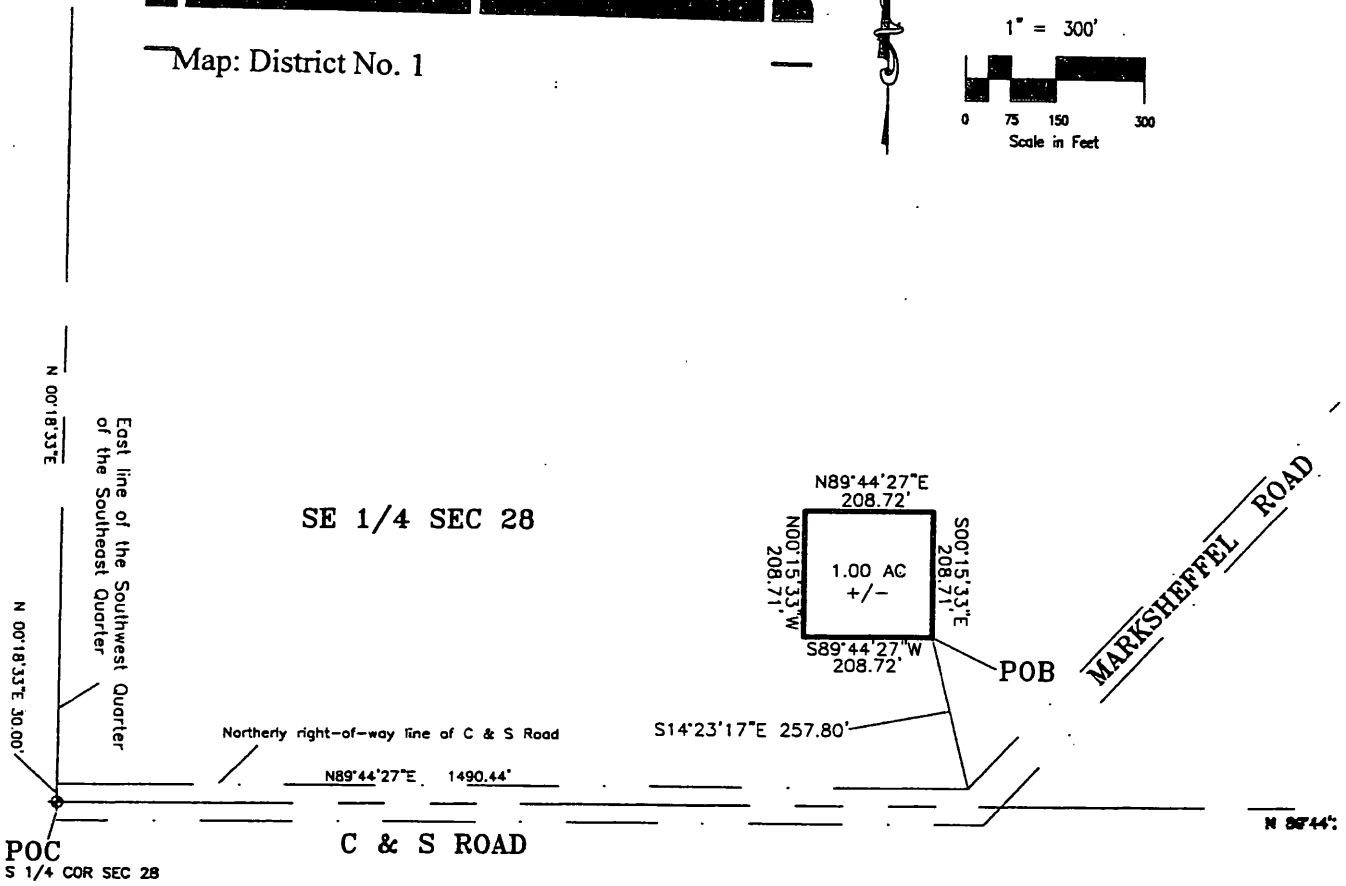 Map: District No. 1
1" = 300'
0 75 150 300
Scale in Feet
N 00°18'33"E
East line of the Southwest Quarter
of the Southeast Quarter
N 00°18'33"E 30.00'
SE 1/4 SEC 28
N89°44'27"E
208.72'
N00°15'33"W
208.71'
1.00 AC
+/-
S00°15'33"E
208.71'
S89°44'27"W
208.72'
POB
MARKSHEFFEL ROAD
S14°23'17"E 257.80'
Northerly right-of-way line of C & S Road
N89°44'27"E 1490.44'
C & S ROAD
POC
S 1/4 COR SEC 28